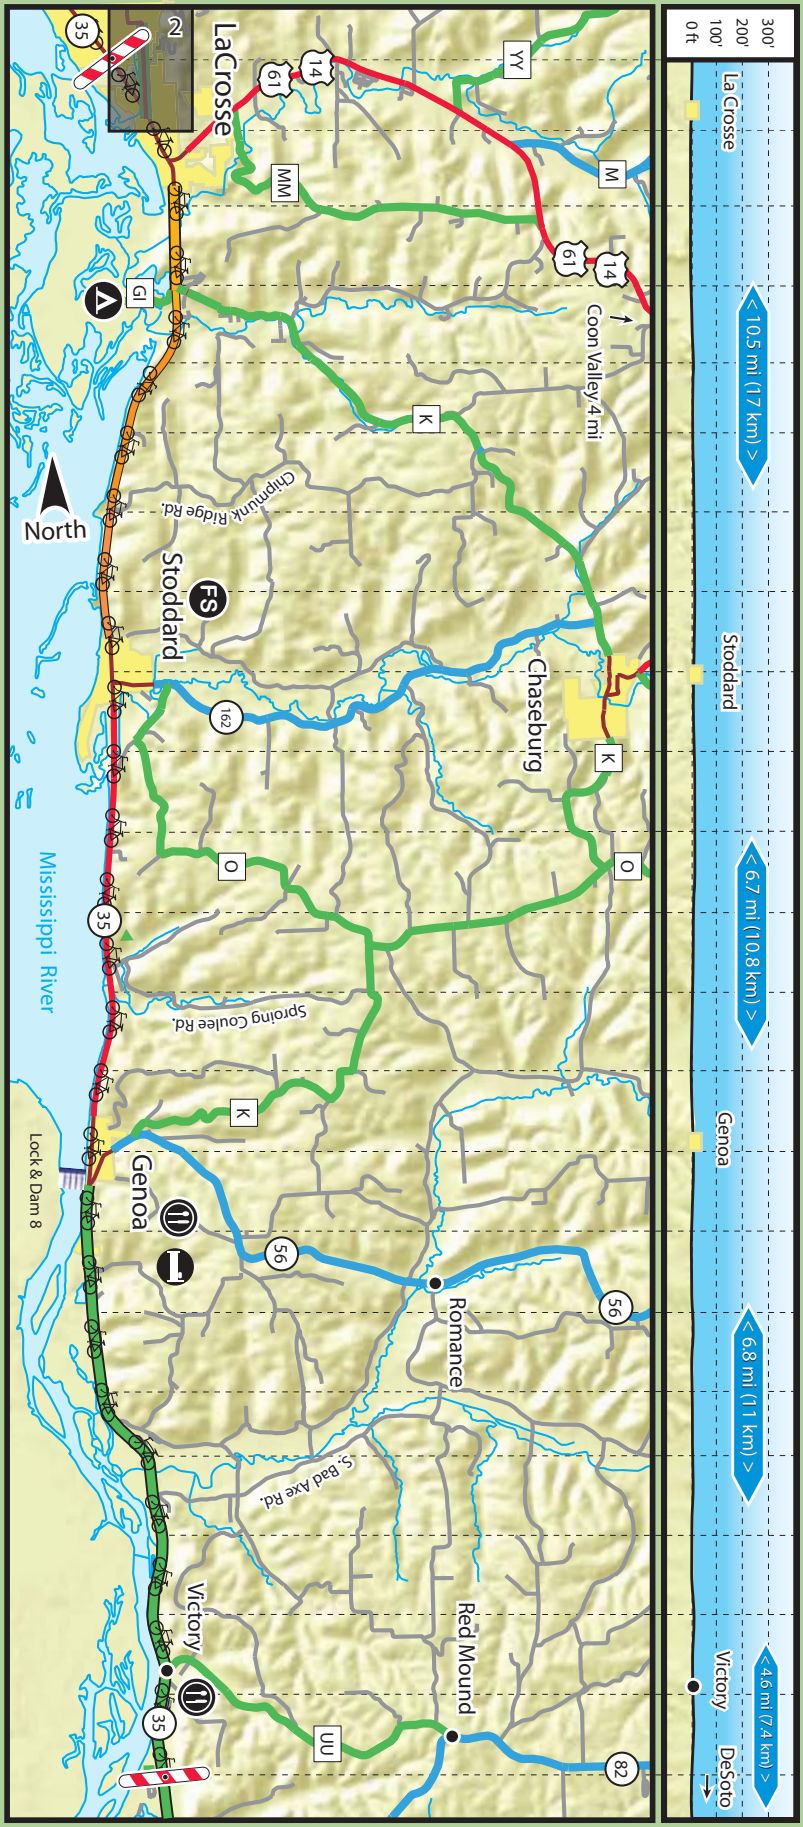 300'
200'
100'
0 ft
La Crosse
Stoddard
Genoa
Victory
DeSoto
< 10.5 mi (17 km) >
< 6.7 mi (10.8 km) >
< 6.8 mi (11 km) >
< 4.6 mi (7.4 km) >
35
2
LaCrosse
61
14
YY
M
MM
61
14
GI
Coon Valley 4 mi
K
Chipmunk Ridge Rd.
North
FS
Stoddard
162
Chaseburg
K
O
O
Mississippi River
35
Sproing Coulee Rd.
K
Lock & Dam 8
Genoa
56
56
Romance
S. Bad Axe Rd.
Victory
Red Mound
35
UU
82